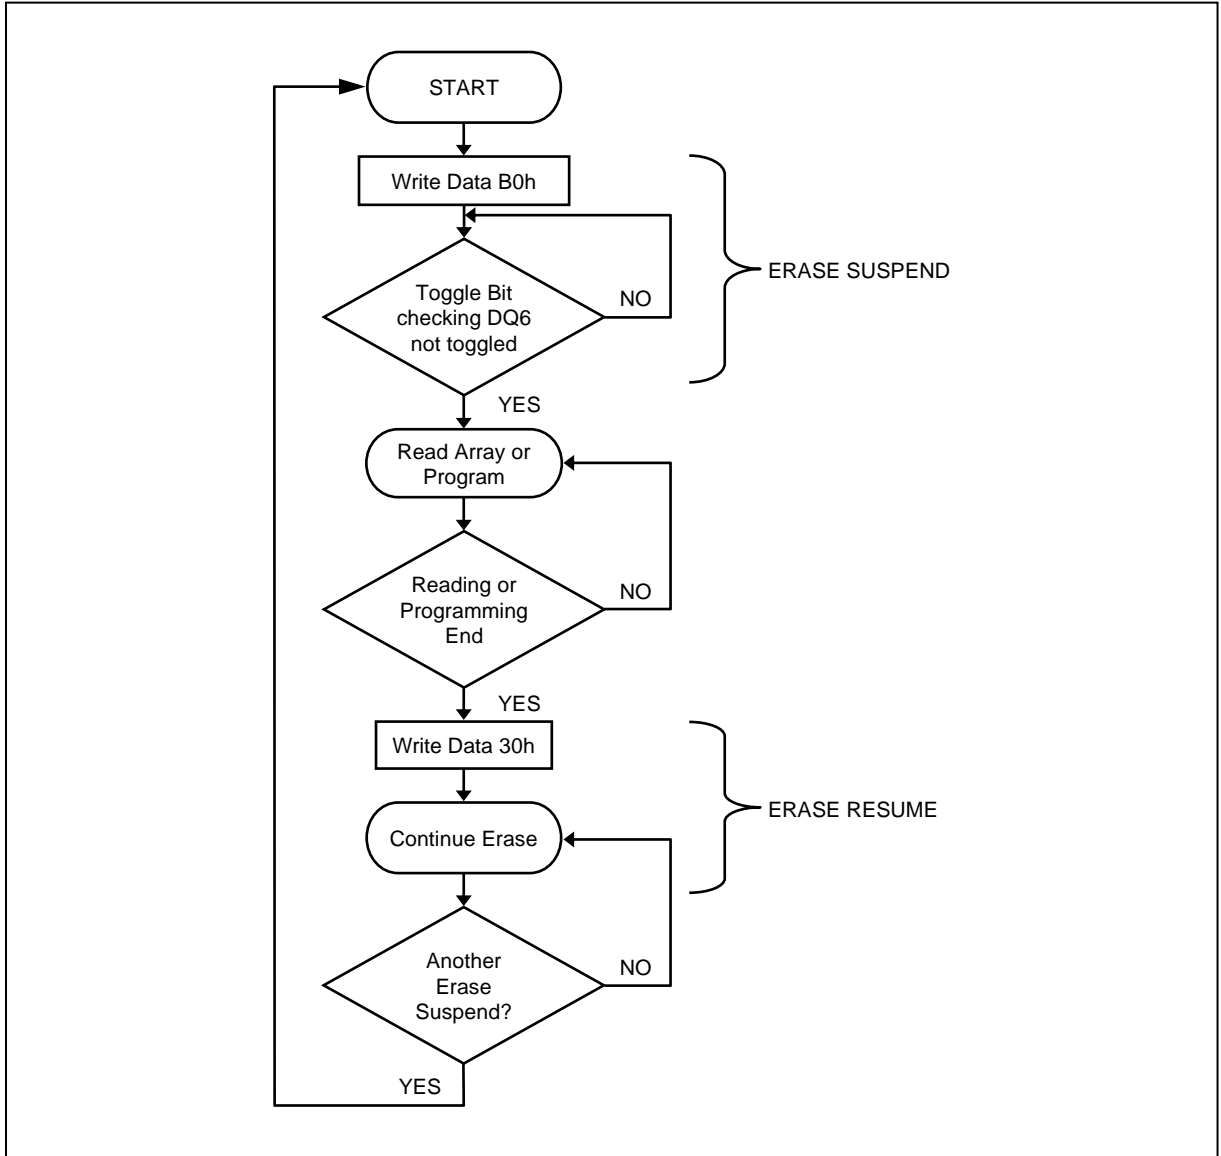 START
Write Data B0h
Toggle Bit
checking DQ6
not toggled
NO
ERASE SUSPEND
YES
Read Array or
Program
Reading or
Programming
End
NO
YES
Write Data 30h
ERASE RESUME
Continue Erase
Another
Erase
Suspend?
NO
YES